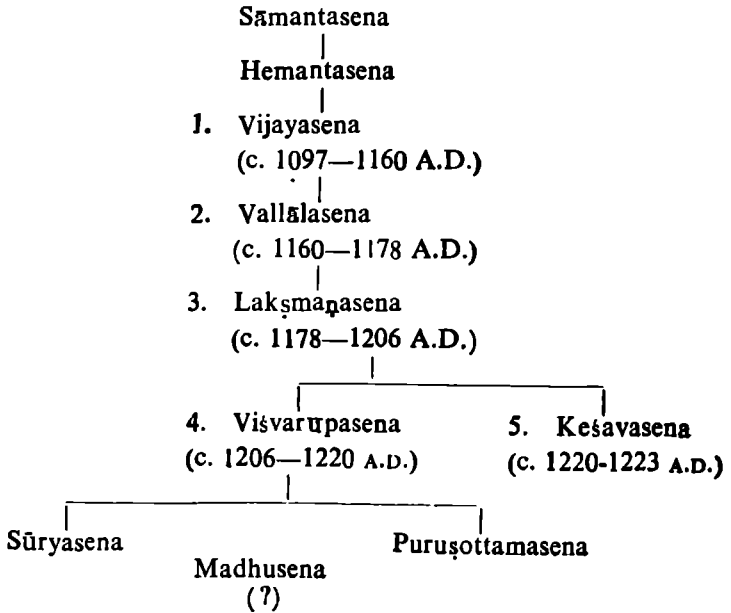 Sāmantasena
Hemantasena
1. Vijayasena
(c. 1097—1160 A.D.)
2. Vallālasena
(c. 1160—1178 A.D.)
3. Lakṣmaṇasena
(c. 1178—1206 A.D.)
4. Viśvarūpasena 5. Keśavasena
(c. 1206—1220 A.D.) (c. 1220-1223 A.D.)
Sūryasena Puruṣottamasena
Madhusena
(?)